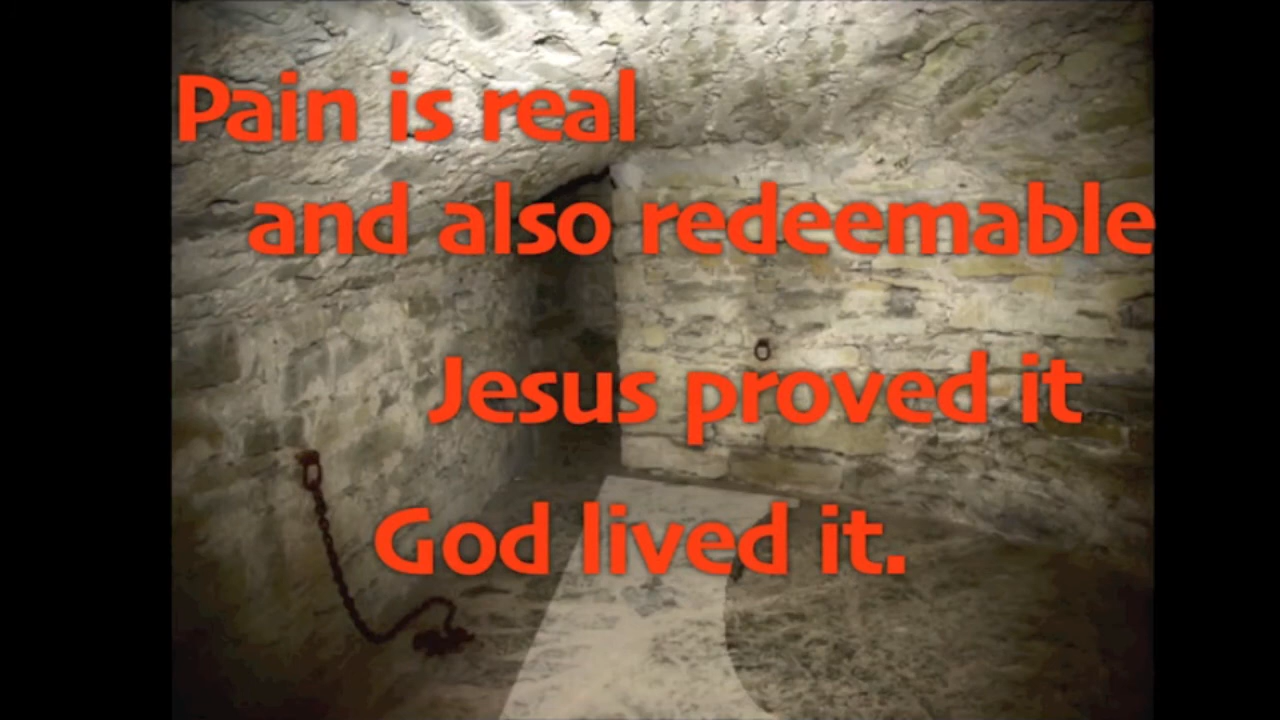 Pain is real
and also redeemable
Jesus proved it
God lived it.